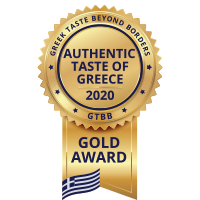 GREEK TASTE BEYOND BORDERS
AUTHENTIC
TASTE OF
GREECE
2020
GTBB
GOLD
AWARD